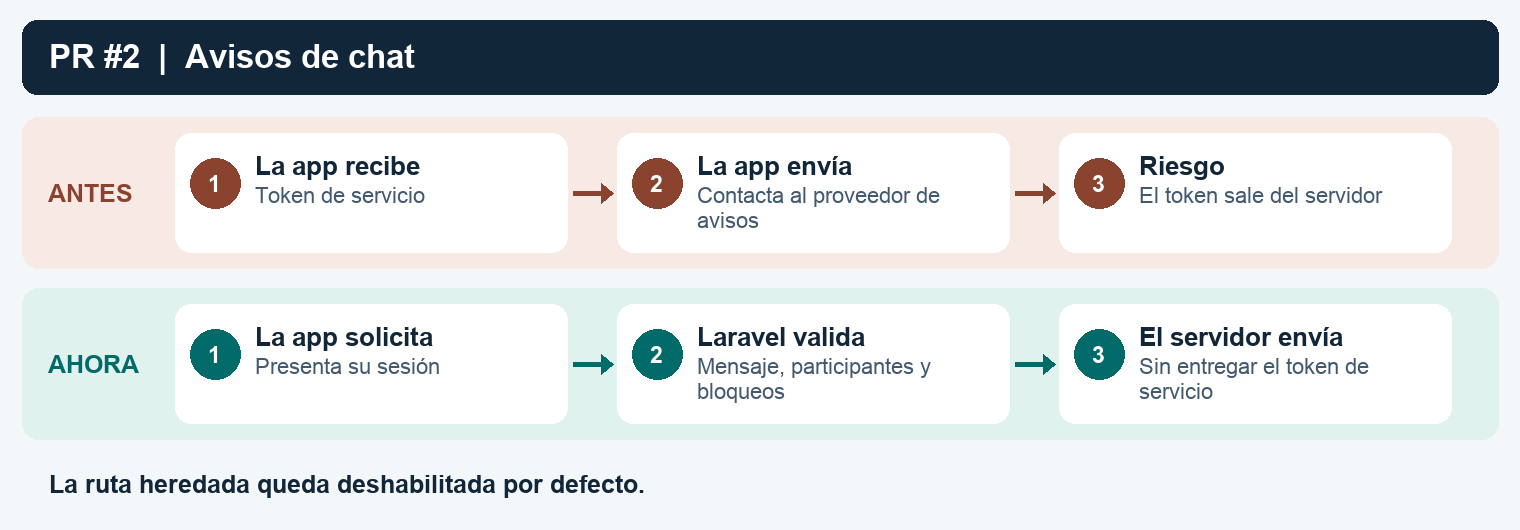 PR #2 | Avisos de chat
ANTES
1
La app recibe
Token de servicio
2
La app envía
Contacta al proveedor de
avisos
3
Riesgo
El token sale del servidor
AHORA
1
La app solicita
Presenta su sesión
2
Laravel valida
Mensaje, participantes y
bloqueos
3
El servidor envía
Sin entregar el token de
servicio
La ruta heredada queda deshabilitada por defecto.